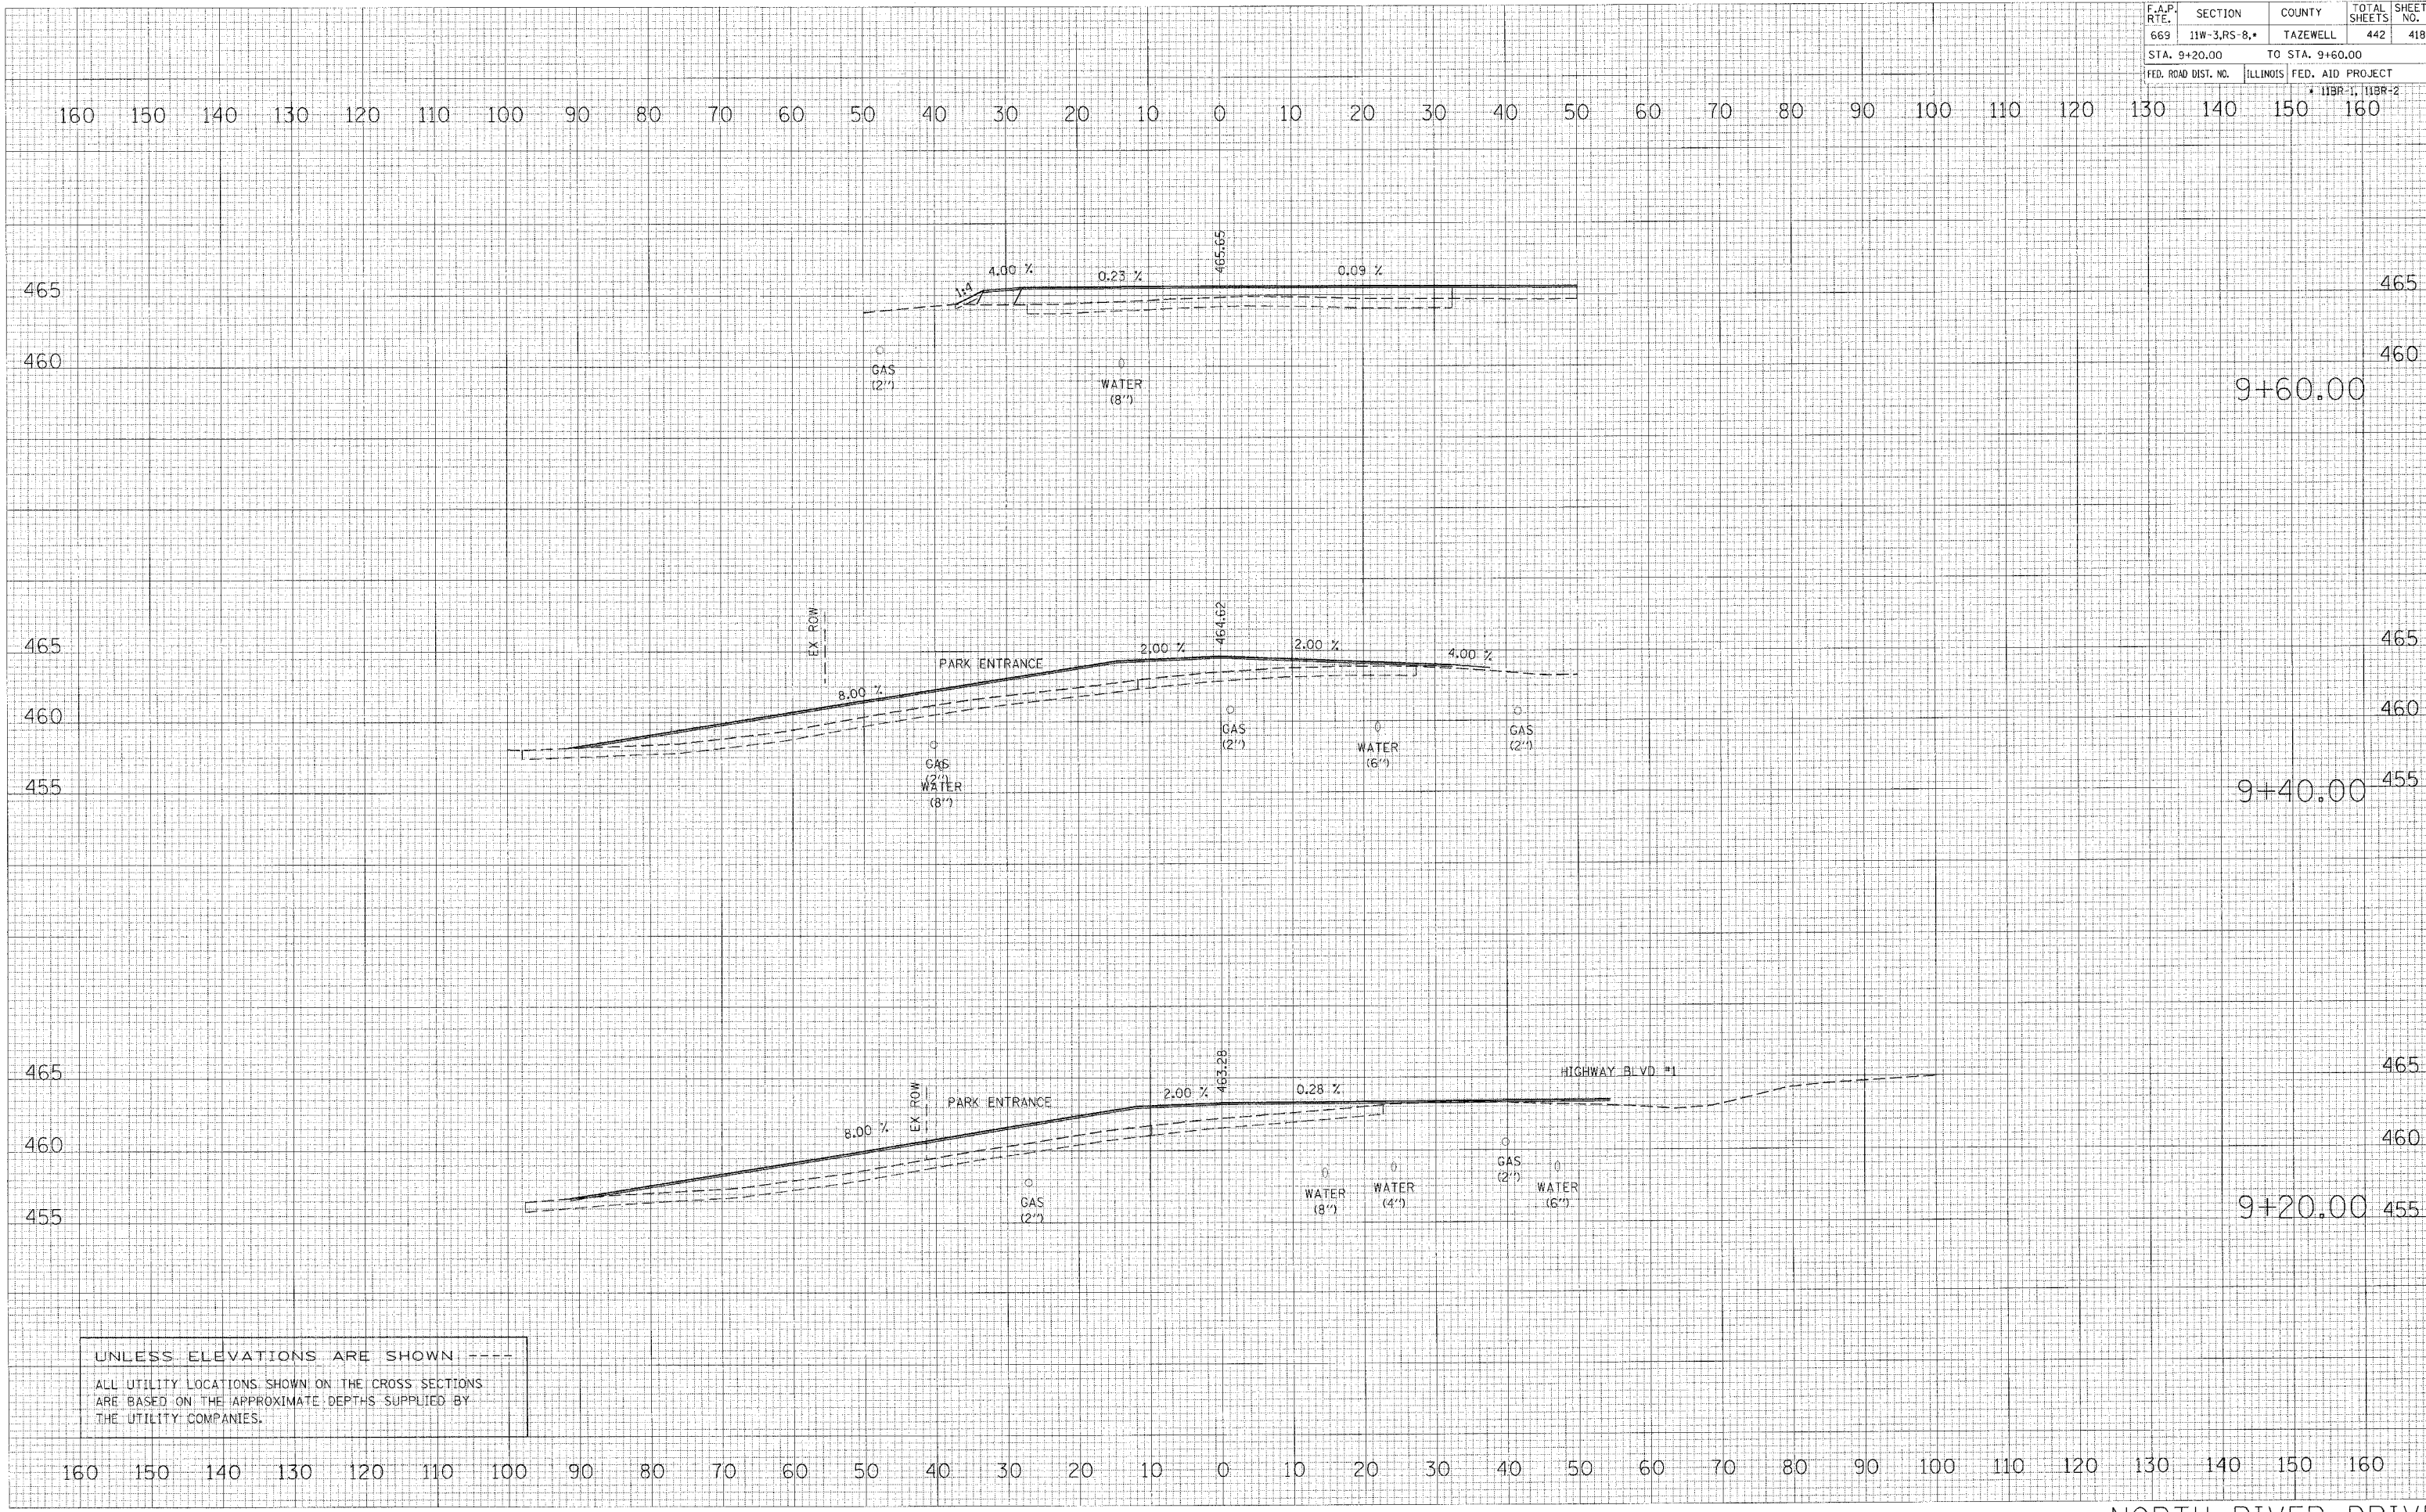 F.A.P. RTE. SECTION COUNTY TOTAL SHEETS SHEET NO.
669 11W-3,RS-8,* TAZEWELL 442 418
STA. 9+20.00 TO STA. 9+60.00
FED. ROAD DIST. NO. ILLINOIS FED. AID PROJECT
* 11BR-1, 11BR-2
160 150 140 130 120 110 100 90 80 70 60 50 40 30 20 10 0 10 20 30 40 50 60 70 80 90 100 110 120 130 140 150 160
465.65
4.00 % 0.23 % 0.09 %
1:4
465 465
460 460
GAS
(2")
WATER
(8")
9+60.00
EX ROW
464.62
465 465
PARK ENTRANCE 2.00 % 2.00 % 4.00 %
8.00 %
460 460
GAS
(2")
WATER
(6")
GAS
(2")
GAS
(2")
WATER
(8")
455 455
9+40.00
463.28
465 465
HIGHWAY BLVD #1
EX ROW
PARK ENTRANCE 2.00 % 0.28 %
8.00 %
460 460
GAS
(2")
WATER
(8")
WATER
(4")
GAS
(2")
WATER
(6")
455 455
9+20.00
UNLESS ELEVATIONS ARE SHOWN ----
ALL UTILITY LOCATIONS SHOWN ON THE CROSS SECTIONS
ARE BASED ON THE APPROXIMATE DEPTHS SUPPLIED BY
THE UTILITY COMPANIES.
160 150 140 130 120 110 100 90 80 70 60 50 40 30 20 10 0 10 20 30 40 50 60 70 80 90 100 110 120 130 140 150 160
NORTH RIVER DRIVE